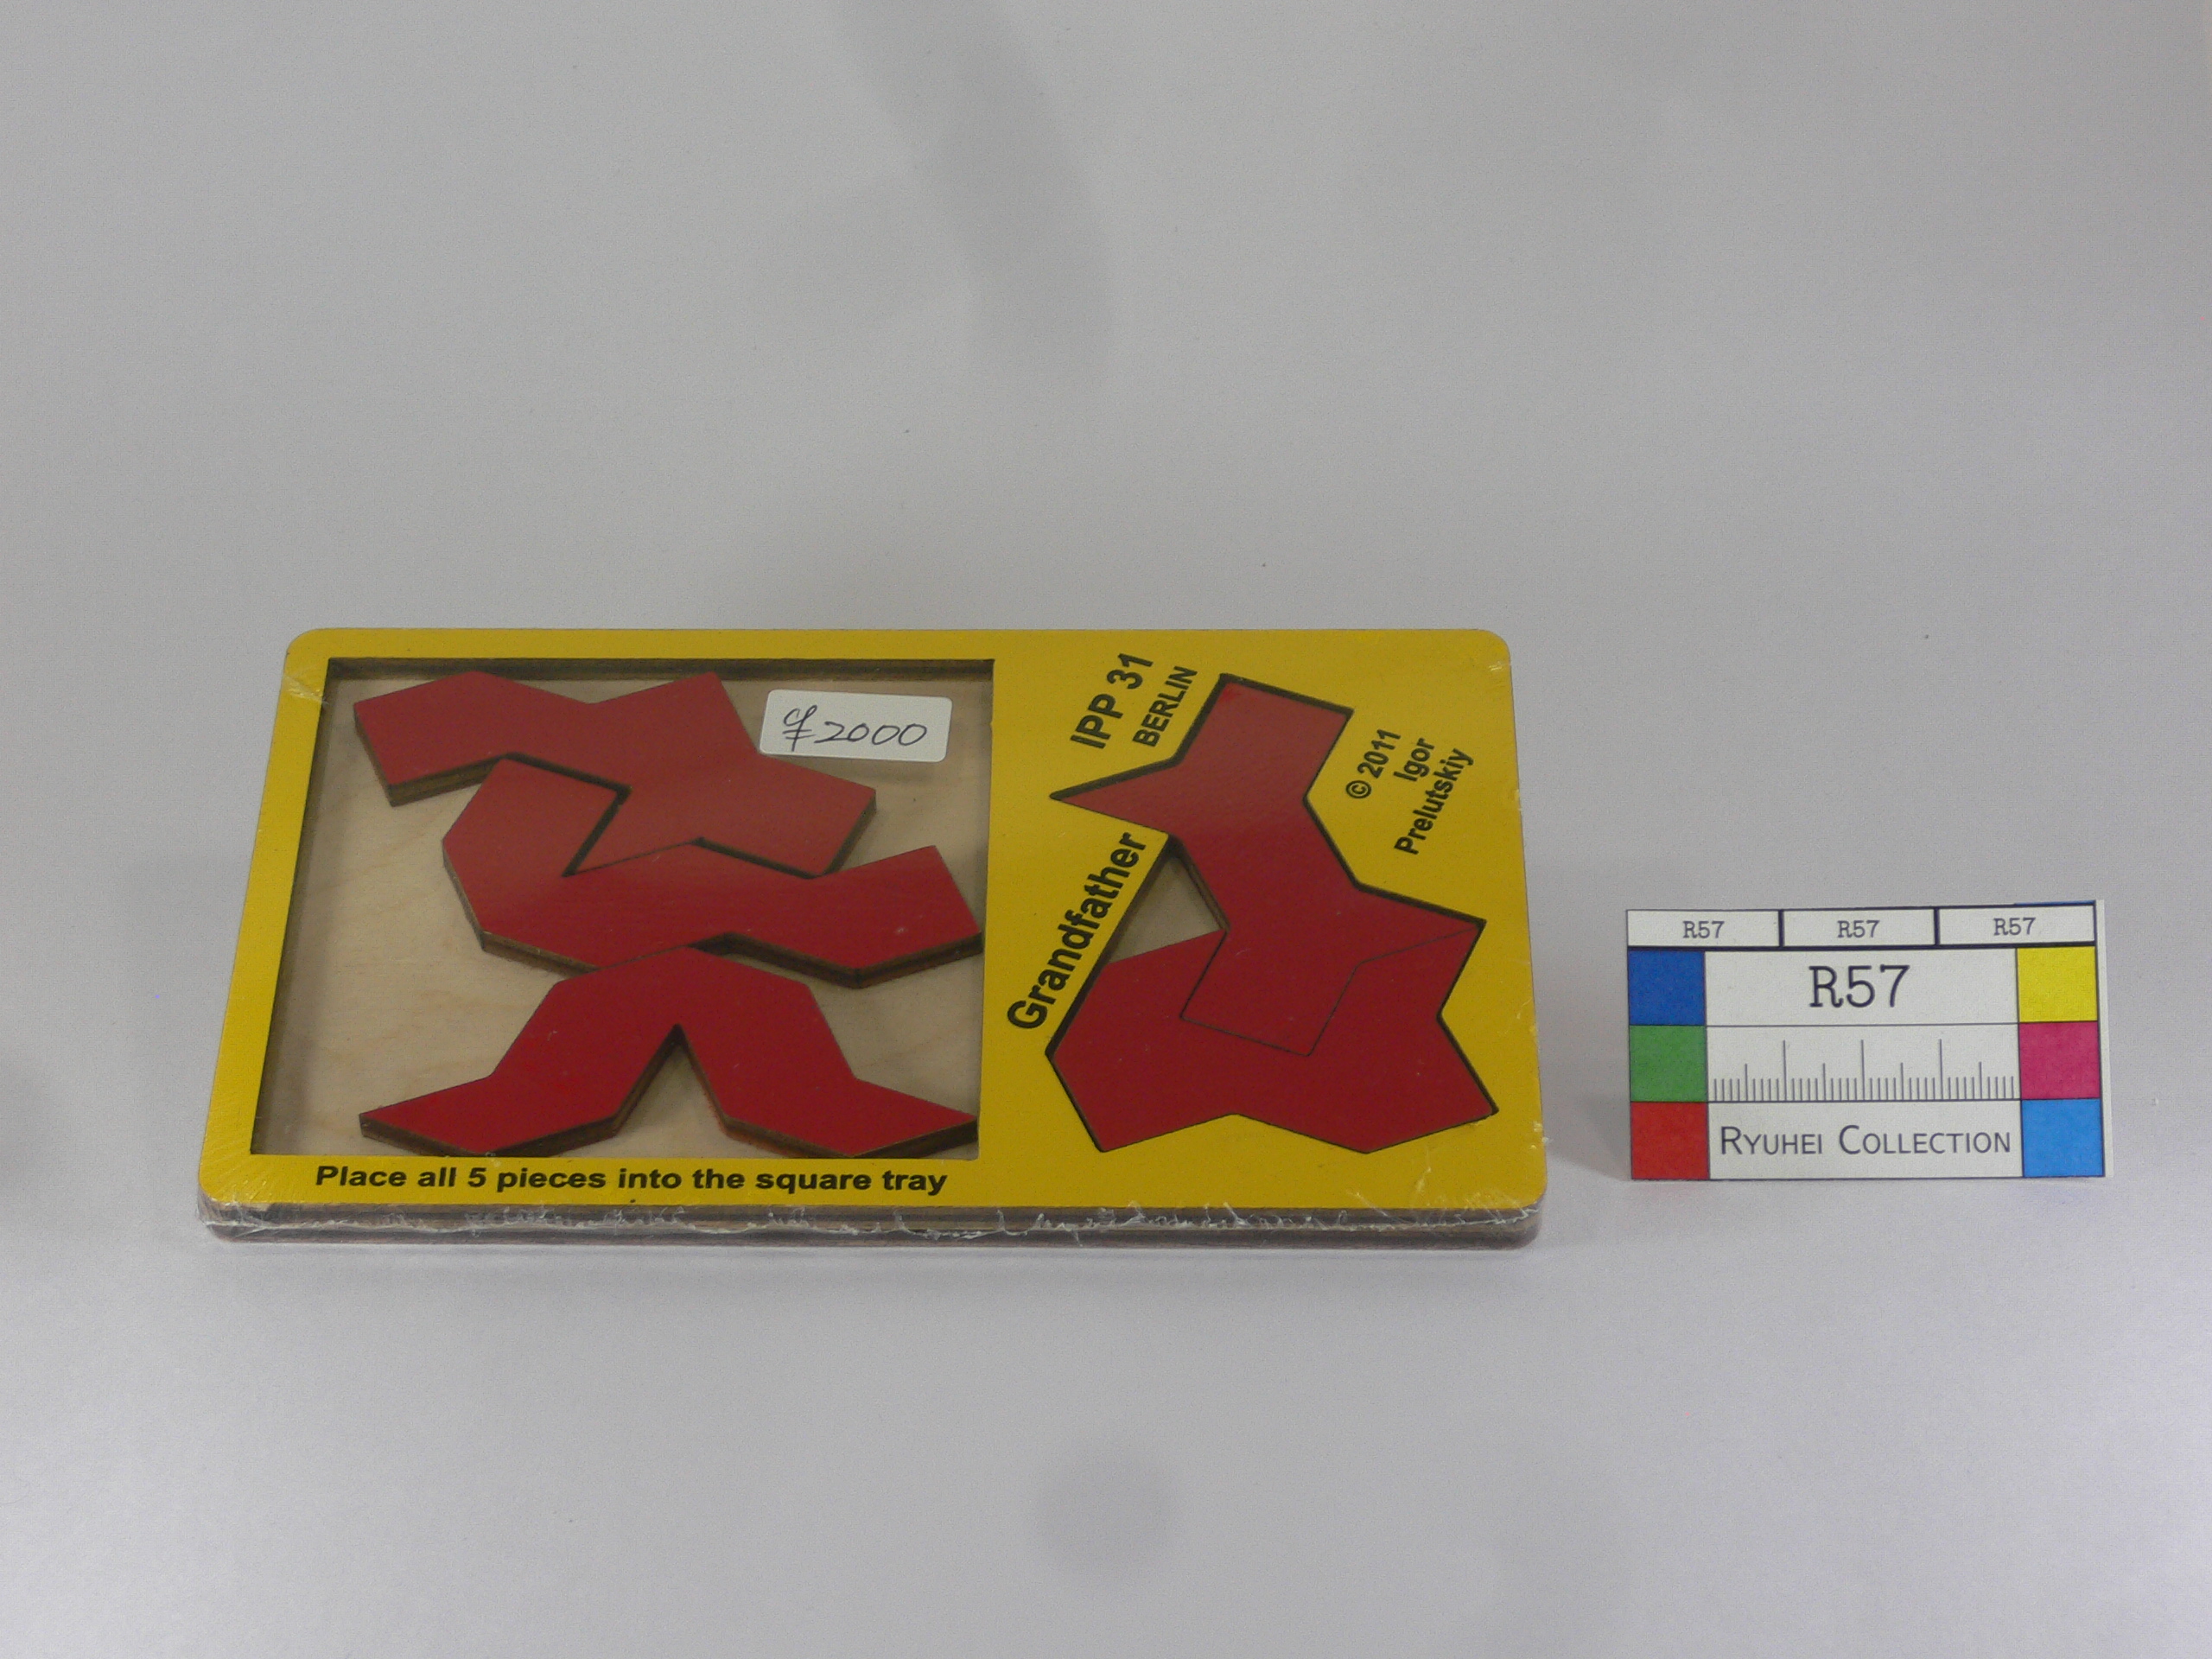 ¥2000
IPP 31
BERLIN
© 2011
Igor
Prelutskiy
Grandfather
Place all 5 pieces into the square tray
R57 R57 R57
R57
RYUHEI COLLECTION